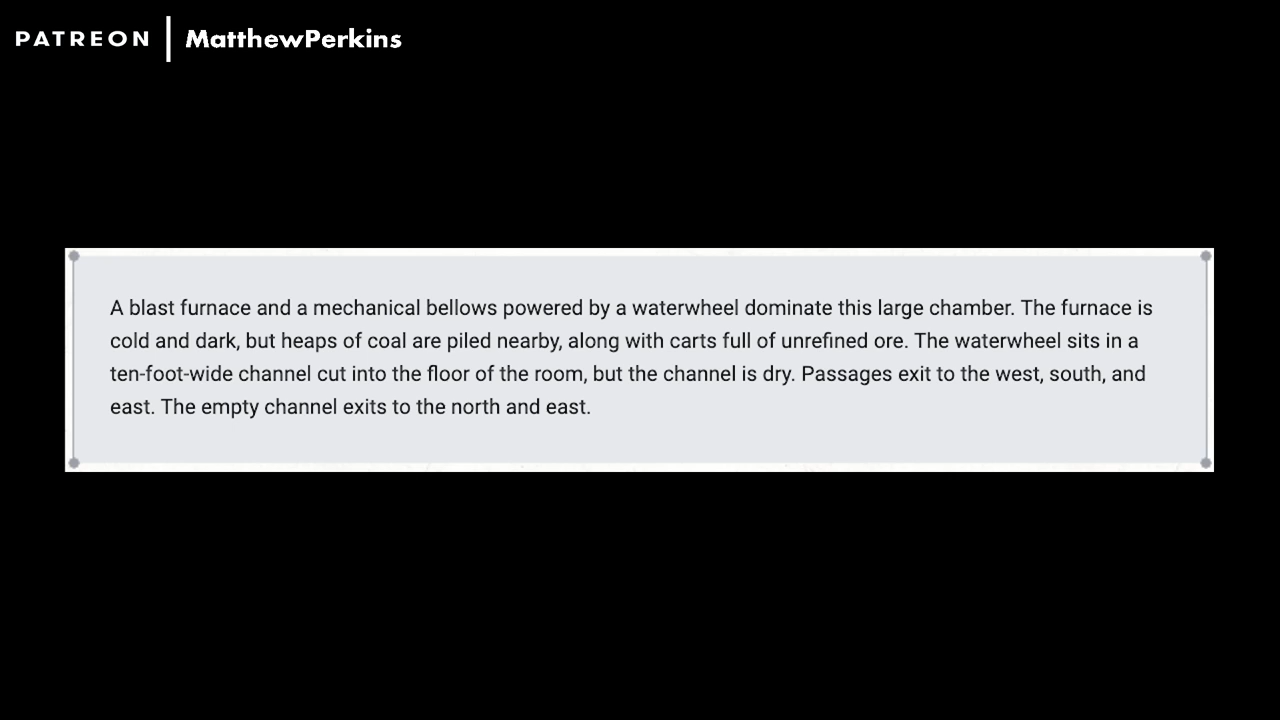 PATREON | MatthewPerkins
A blast furnace and a mechanical bellows powered by a waterwheel dominate this large chamber. The furnace is
cold and dark, but heaps of coal are piled nearby, along with carts full of unrefined ore. The waterwheel sits in a
ten-foot-wide channel cut into the floor of the room, but the channel is dry. Passages exit to the west, south, and
east. The empty channel exits to the north and east.